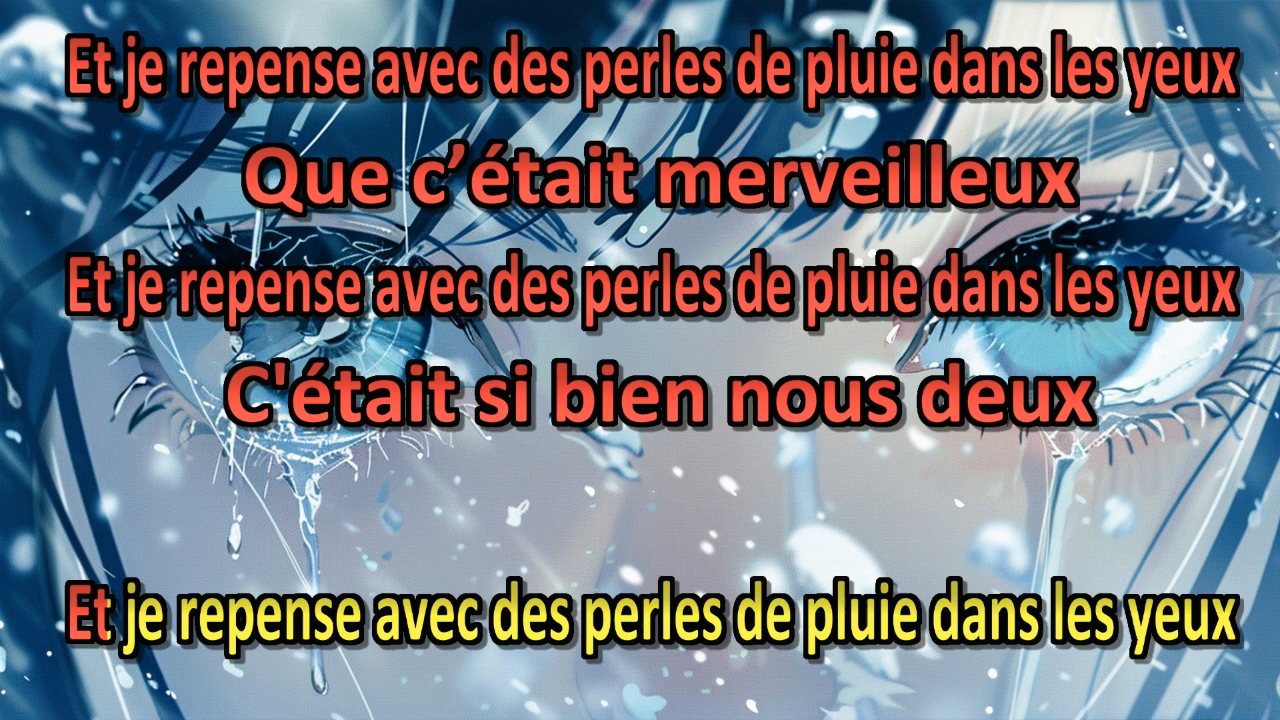 Et je repense avec des perles de pluie dans les yeux
Que c’était merveilleux
Et je repense avec des perles de pluie dans les yeux
C'était si bien nous deux
Et je repense avec des perles de pluie dans les yeux